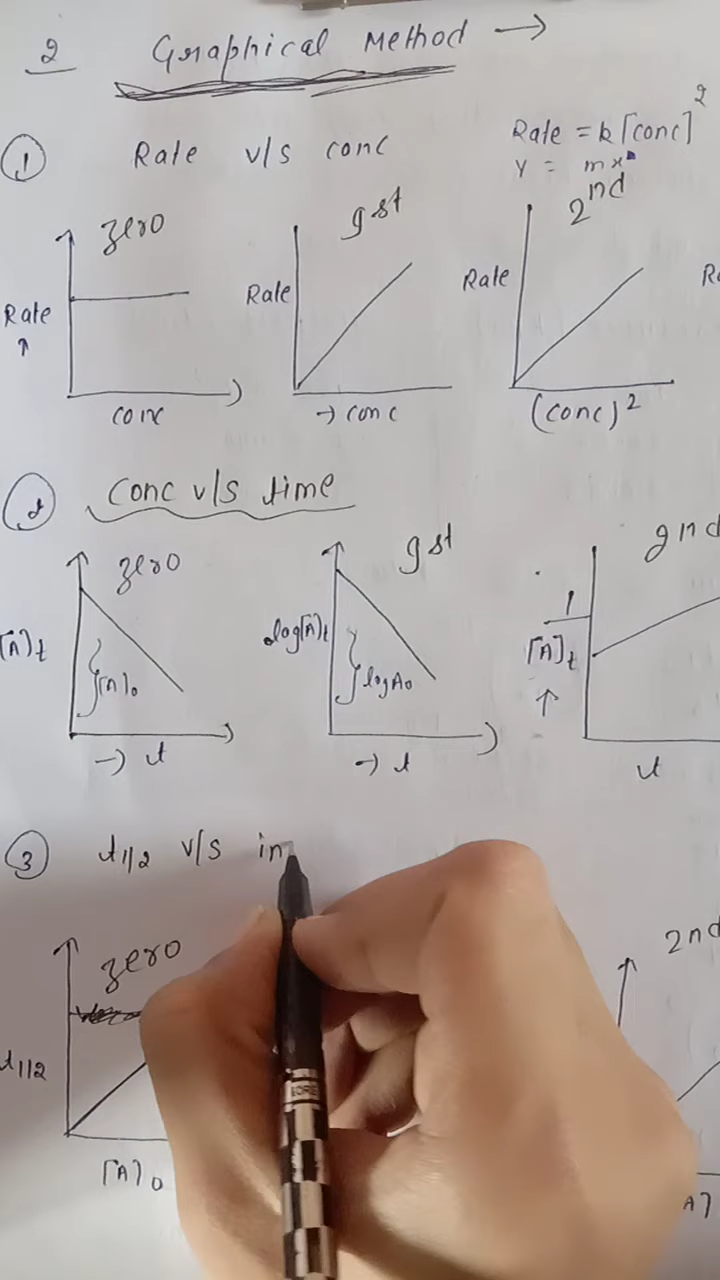 2 Graphical Method →
① Rate v/s conc
Rate = k[conc]²
Y = mx
zero
Rate ↑
conc
Ist
Rate
→ conc
2nd
Rate
(conc)²
② Conc v/s time
zero
[A]t
[A]₀
→ t
Ist
log[A]t
log A₀
→ t
2nd
1/[A]t
↑
t
③ t1/2 v/s in
zero
t1/2
[A]₀
2nd